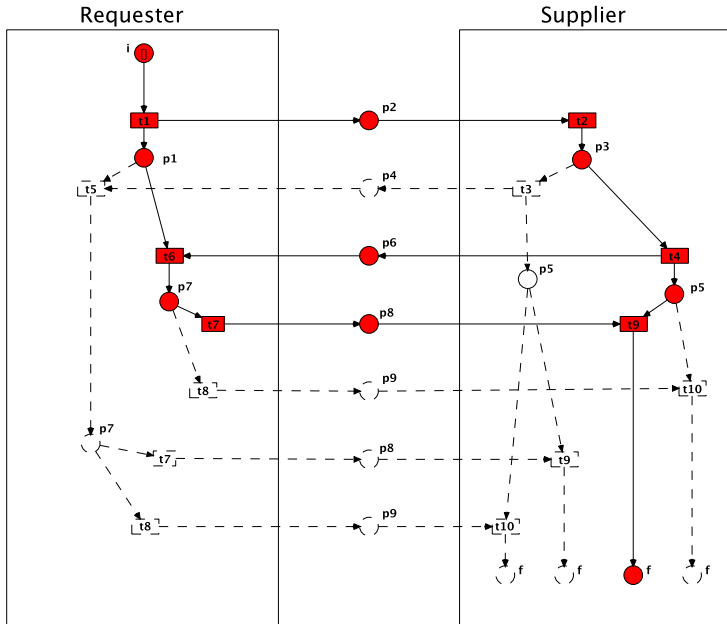 Requester Supplier
i []
t1 p2 t2
p1 p3
t5 p4 t3
t6 p6 t4
p7 p5 p5
t7 p8 t9
t8 p9 t10
p7
t7 p8 t9
t8 p9 t10
f f f f